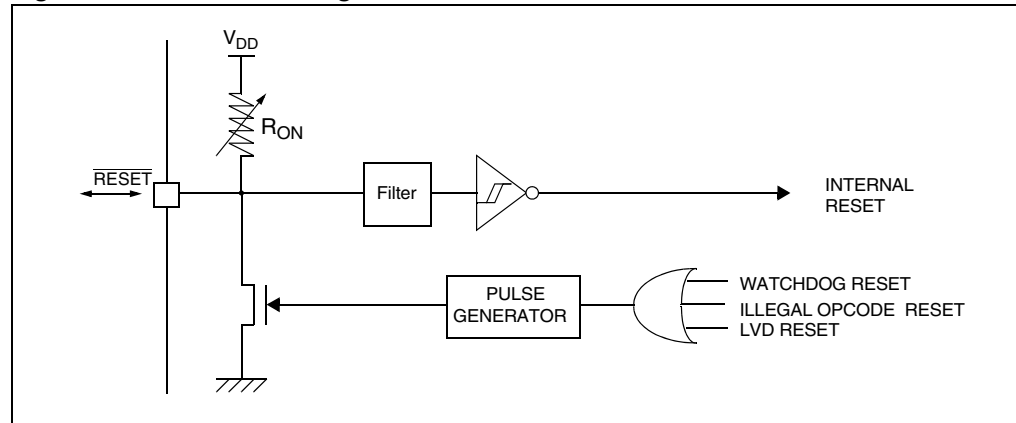 VDD
RON
RESET
Filter
INTERNAL
RESET
PULSE
GENERATOR
WATCHDOG RESET
ILLEGAL OPCODE RESET
LVD RESET